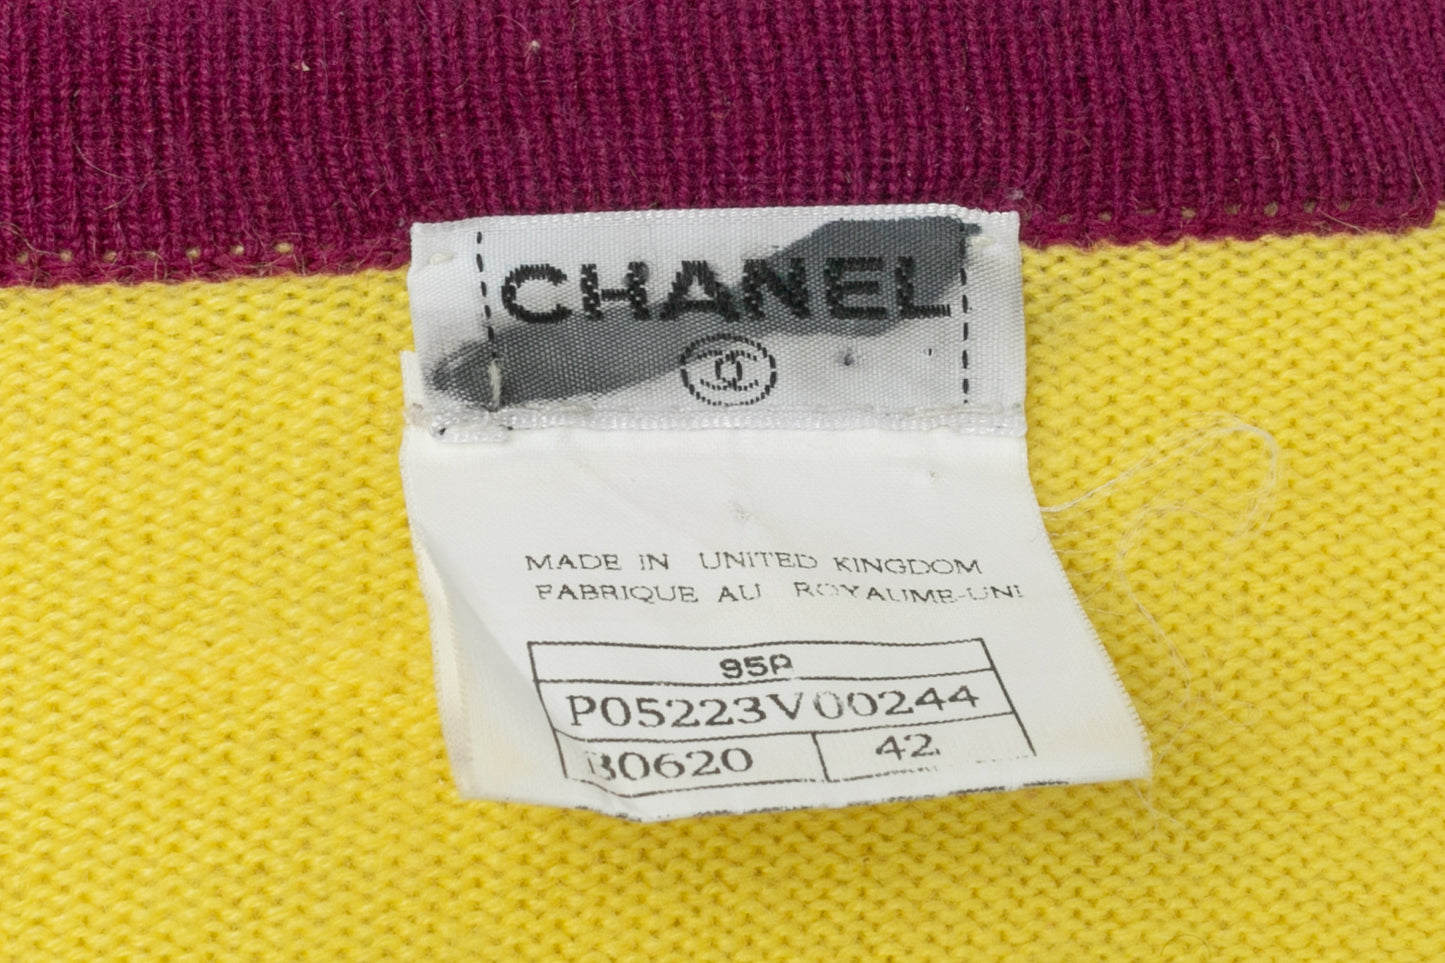 CHANEL
MADE IN UNITED KINGDOM
FABRIQUE AU ROYAUME-UNI
95P
P05223V00244
B0620 42